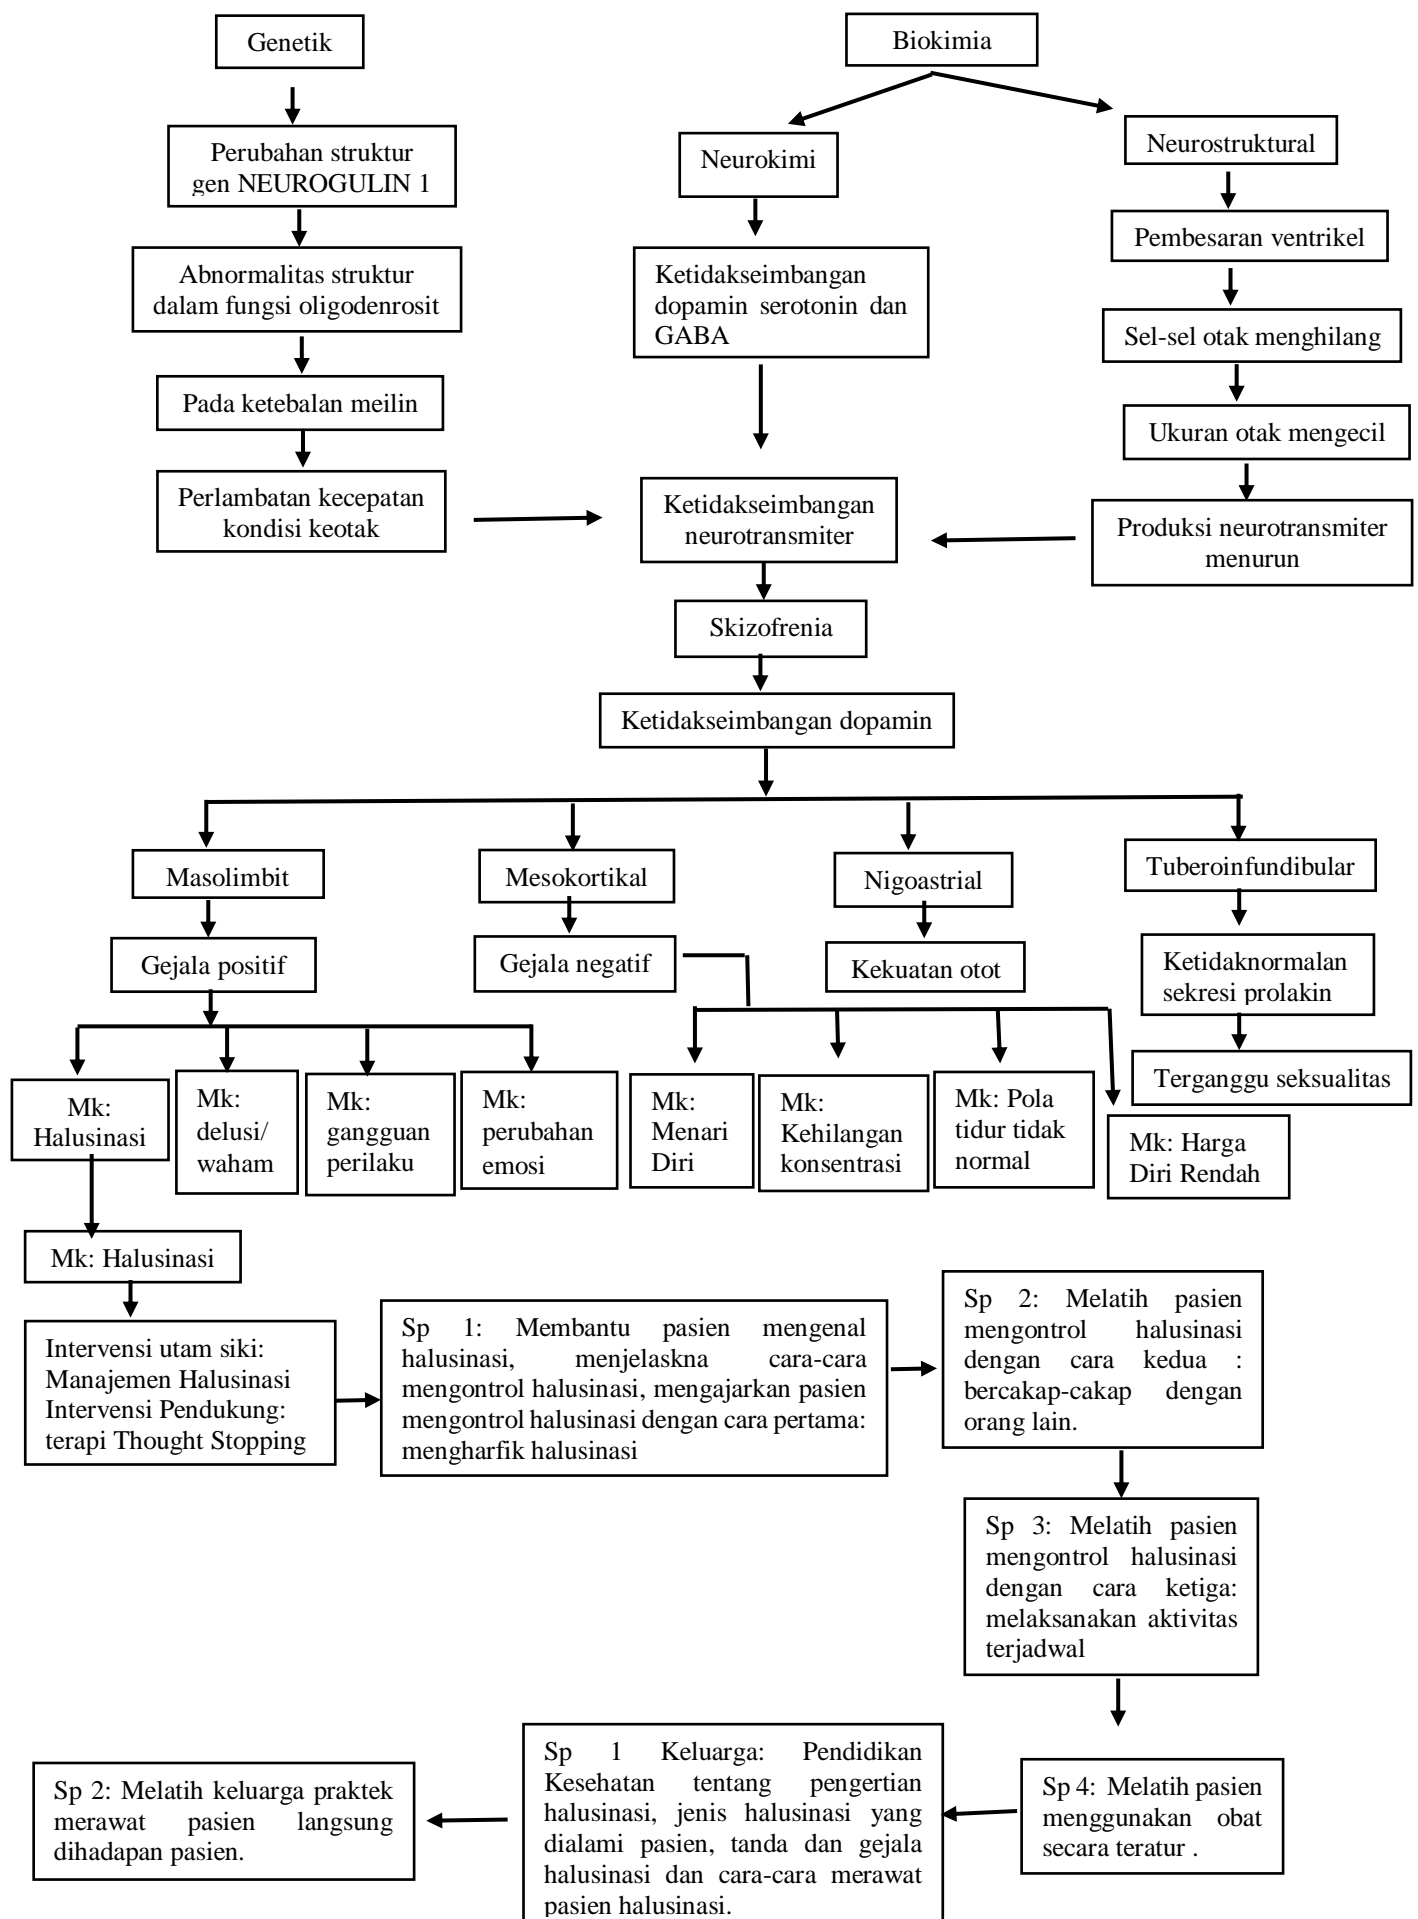 Genetik
Biokimia
Perubahan struktur
gen NEUROGULIN 1
Neurokimi
Neurostruktural
Abnormalitas struktur
dalam fungsi oligodenrosit
Ketidakseimbangan
dopamin serotonin dan
GABA
Pembesaran ventrikel
Sel-sel otak menghilang
Pada ketebalan meilin
Ukuran otak mengecil
Perlambatan kecepatan
kondisi keotak
Ketidakseimbangan
neurotransmiter
Produksi neurotransmiter
menurun
Skizofrenia
Ketidakseimbangan dopamin
Masolimbit
Mesokortikal
Nigoastrial
Tuberoinfundibular
Gejala positif
Gejala negatif
Kekuatan otot
Ketidaknormalan
sekresi prolakin
Terganggu seksualitas
Mk:
Halusinasi
Mk:
delusi/
waham
Mk:
gangguan
perilaku
Mk:
perubahan
emosi
Mk:
Menari
Diri
Mk:
Kehilangan
konsentrasi
Mk: Pola
tidur tidak
normal
Mk: Harga
Diri Rendah
Mk: Halusinasi
Intervensi utam siki:
Manajemen Halusinasi
Intervensi Pendukung:
terapi Thought Stopping
Sp 1: Membantu pasien mengenal
halusinasi, menjelaskna cara-cara
mengontrol halusinasi, mengajarkan pasien
mengontrol halusinasi dengan cara pertama:
mengharfik halusinasi
Sp 2: Melatih pasien
mengontrol halusinasi
dengan cara kedua :
bercakap-cakap dengan
orang lain.
Sp 3: Melatih pasien
mengontrol halusinasi
dengan cara ketiga:
melaksanakan aktivitas
terjadwal
Sp 4: Melatih pasien
menggunakan obat
secara teratur .
Sp 1 Keluarga: Pendidikan
Kesehatan tentang pengertian
halusinasi, jenis halusinasi yang
dialami pasien, tanda dan gejala
halusinasi dan cara-cara merawat
pasien halusinasi.
Sp 2: Melatih keluarga praktek
merawat pasien langsung
dihadapan pasien.